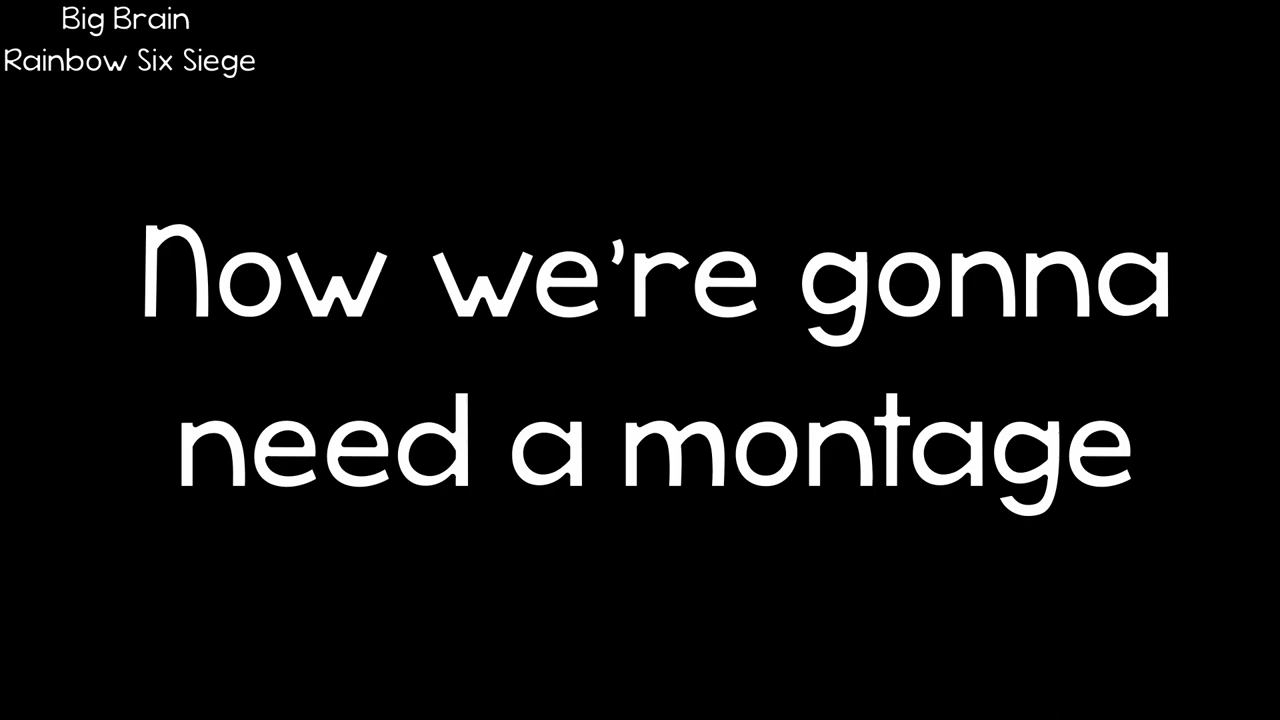 Big Brain
Rainbow Six Siege
Now we're gonna
need a montage